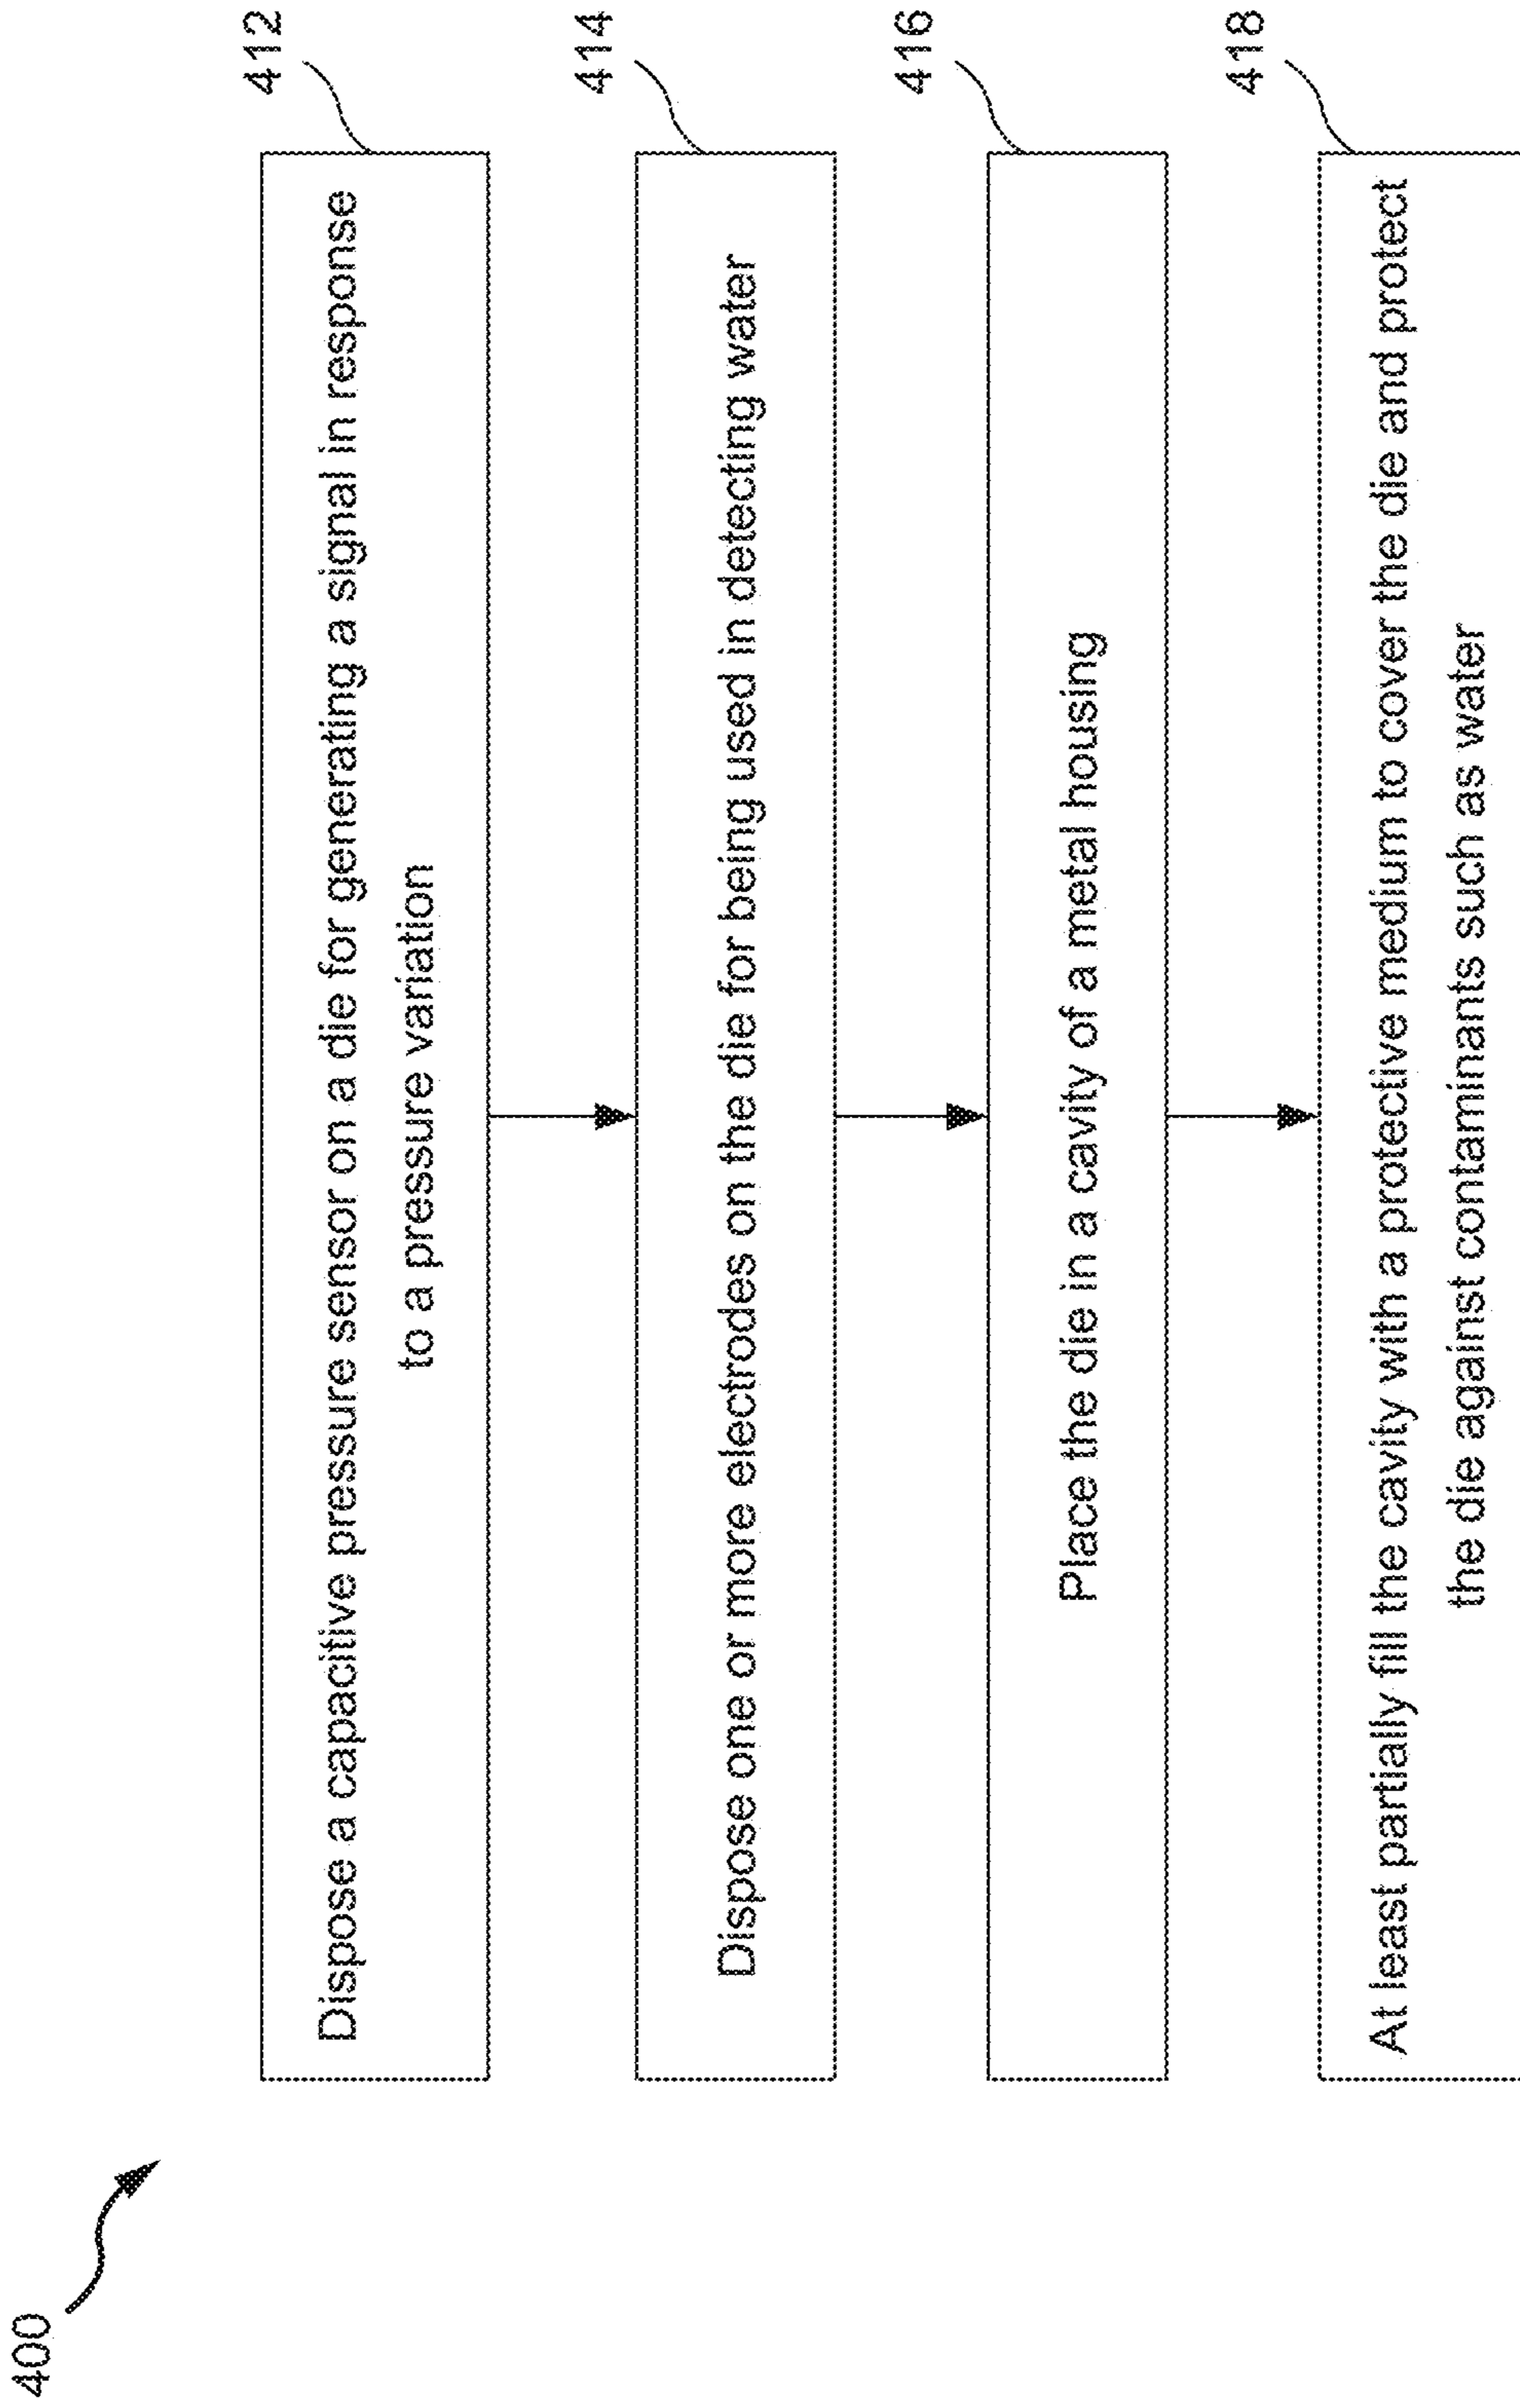 400
Dispose a capacitive pressure sensor on a die for generating a signal in response
to a pressure variation
412
Dispose one or more electrodes on the die for being used in detecting water
414
Place the die in a cavity of a metal housing
416
At least partially fill the cavity with a protective medium to cover the die and protect
the die against contaminants such as water
418